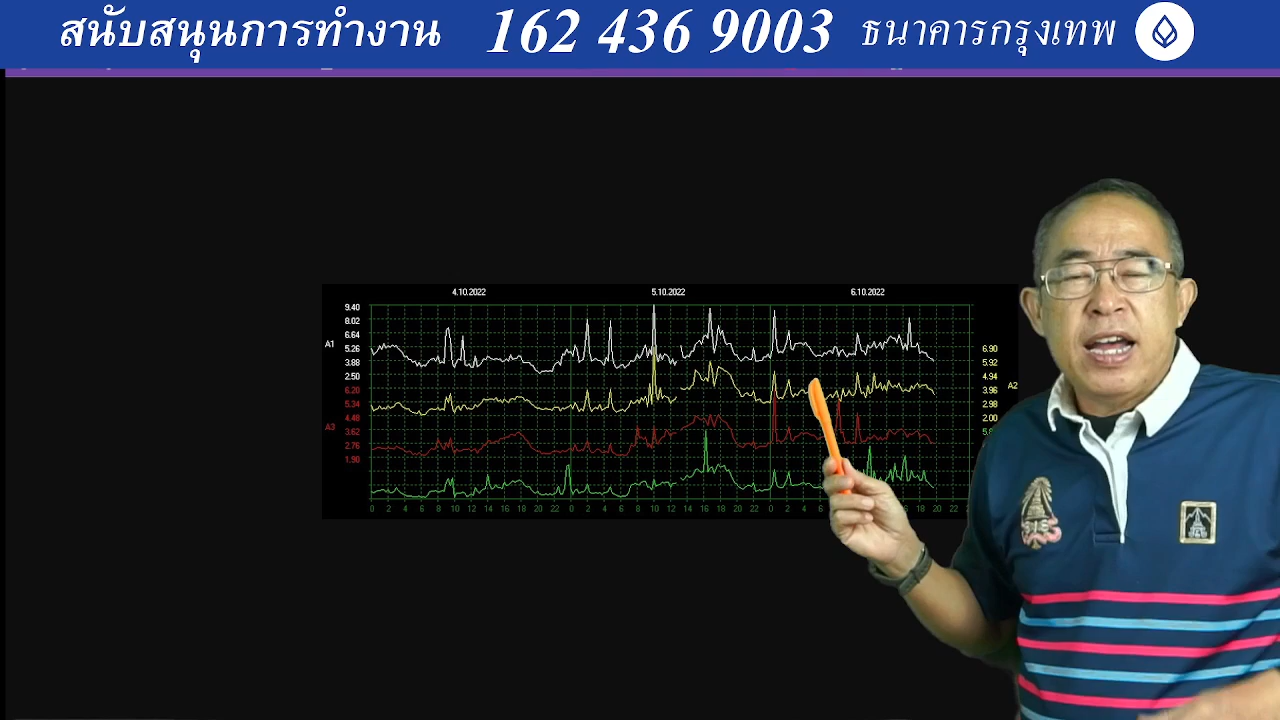 สนับสนุนการทำงาน 162 436 9003 ธนาคารกรุงเทพ
4.10.2022 5.10.2022 6.10.2022
9.40
8.02
6.64
A1 5.26 6.90
3.88 5.92
2.50 4.94
6.20 3.96 A2
5.34 2.98
4.48 2.00
A3 3.62
2.76
1.90
0 2 4 6 8 10 12 14 16 18 20 22 0 2 4 6 8 10 12 14 16 18 20 22 0 2 4 16 18 20 22